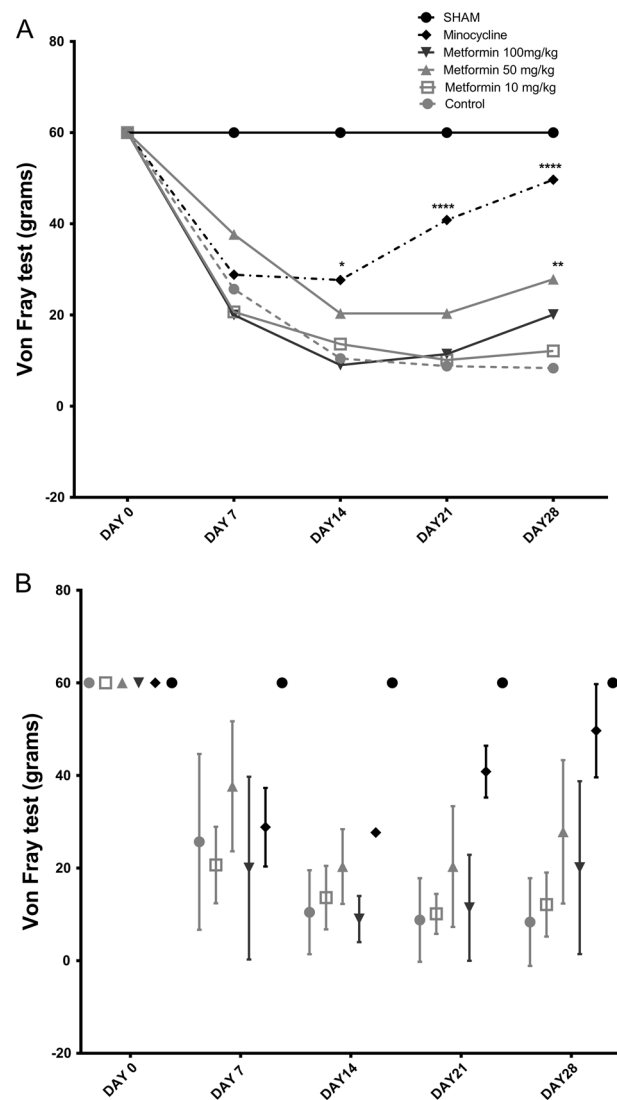 A
SHAM
Minocycline
Metformin 100mg/kg
Metformin 50 mg/kg
Metformin 10 mg/kg
Control
80
60
40
20
0
-20
Von Fray test (grams)
*
****
****
**
DAY 0
DAY 7
DAY14
DAY21
DAY28
B
80
60
40
20
0
-20
Von Fray test (grams)
DAY 0
DAY 7
DAY14
DAY21
DAY28